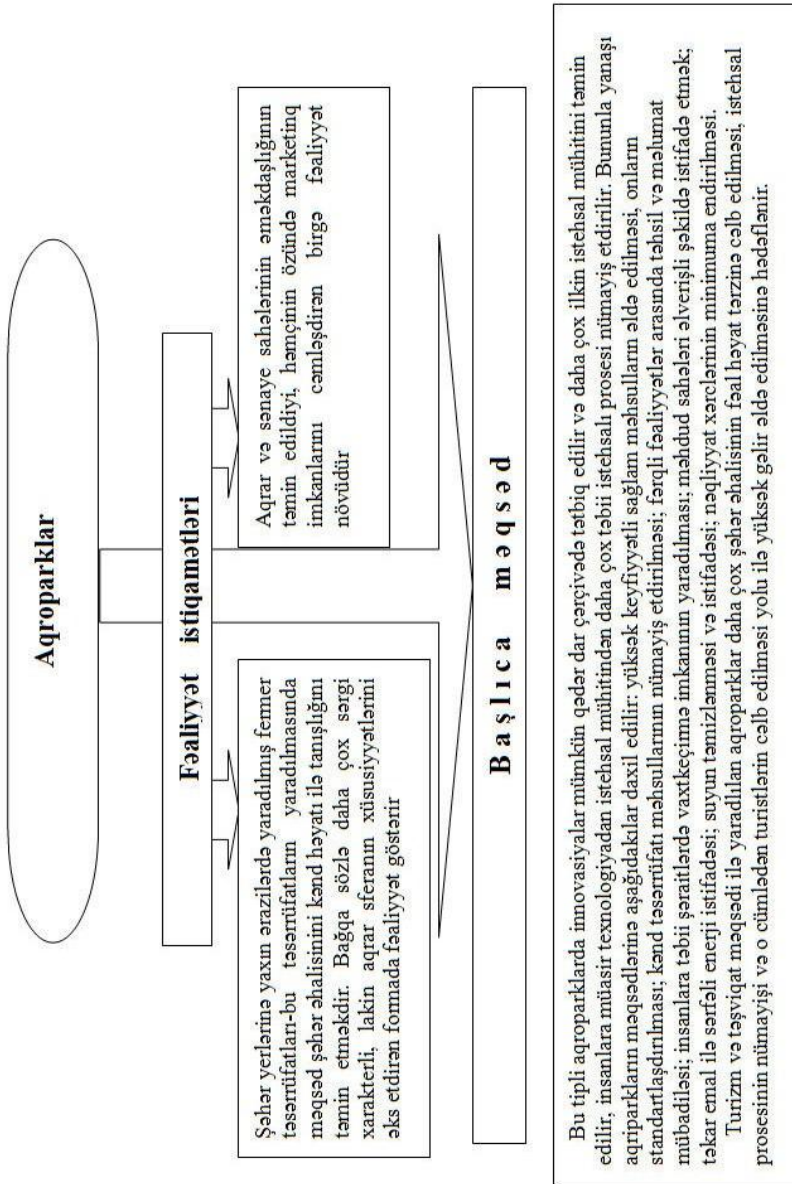 Aqroparklar
Fəaliyyət istiqamətləri
Şəhər yerlərinə yaxın ərazilərdə yaradılmış fermer
təsərrüfatları-bu təsərrüfatların yaradılmasında
məqsəd şəhər əhalisinini kənd həyatı ilə tanışlığını
təmin etməkdir. Bağqa sözlə daha çox sərgi
xarakterli, lakin aqrar sferanın xüsusiyyətlərini
əks etdirən formada fəaliyyət göstərir
Aqrar və sənaye sahələrinin əməkdaşlığının
təmin edildiyi, həmçinin özündə marketinq
imkanlarını cəmləşdirən birgə fəaliyyət
növüdür
Başlıca məqsəd
Bu tipli aqroparklarda innovasiyalar mümkün qədər dar çərçivədə tətbiq edilir və daha çox ilkin istehsal mühitini təmin
edilir, insanlara müasir texnologiyadan istehsal mühitindən daha çox təbii istehsalı prosesi nümayiş etdirilir. Bununla yanaşı
aqriparkların məqsədlərinə aşağıdakılar daxil edilir: yüksək keyfiyyətli sağlam məhsulların əldə edilməsi, onların
standartlaşdırılması; kənd təsərrüfatı məhsullarının nümayiş etdirilməsi; fərqli fəaliyyətlər arasında təhsil və məlumat
mübadiləsi; insanlara təbii şəraitlərdə vaxtkeçirmə imkanının yaradılması; məhdud sahələri əlverişli şəkildə istifadə etmək;
təkar emal ilə sərfəli enerji istifadəsi; suyun təmizlənməsi və istifadəsi; nəqliyyat xərclərinin minimuma endirilməsi.
Turizm və təşviqat məqsədi ilə yaradılan aqroparklar daha çox şəhər əhalisinin fəal həyat tərzinə cəlb edilməsi, istehsal
prosesinin nümayişi və o cümlədən turistlərin cəlb edilməsi yolu ilə yüksək gəlir əldə edilməsinə hədəflənir.